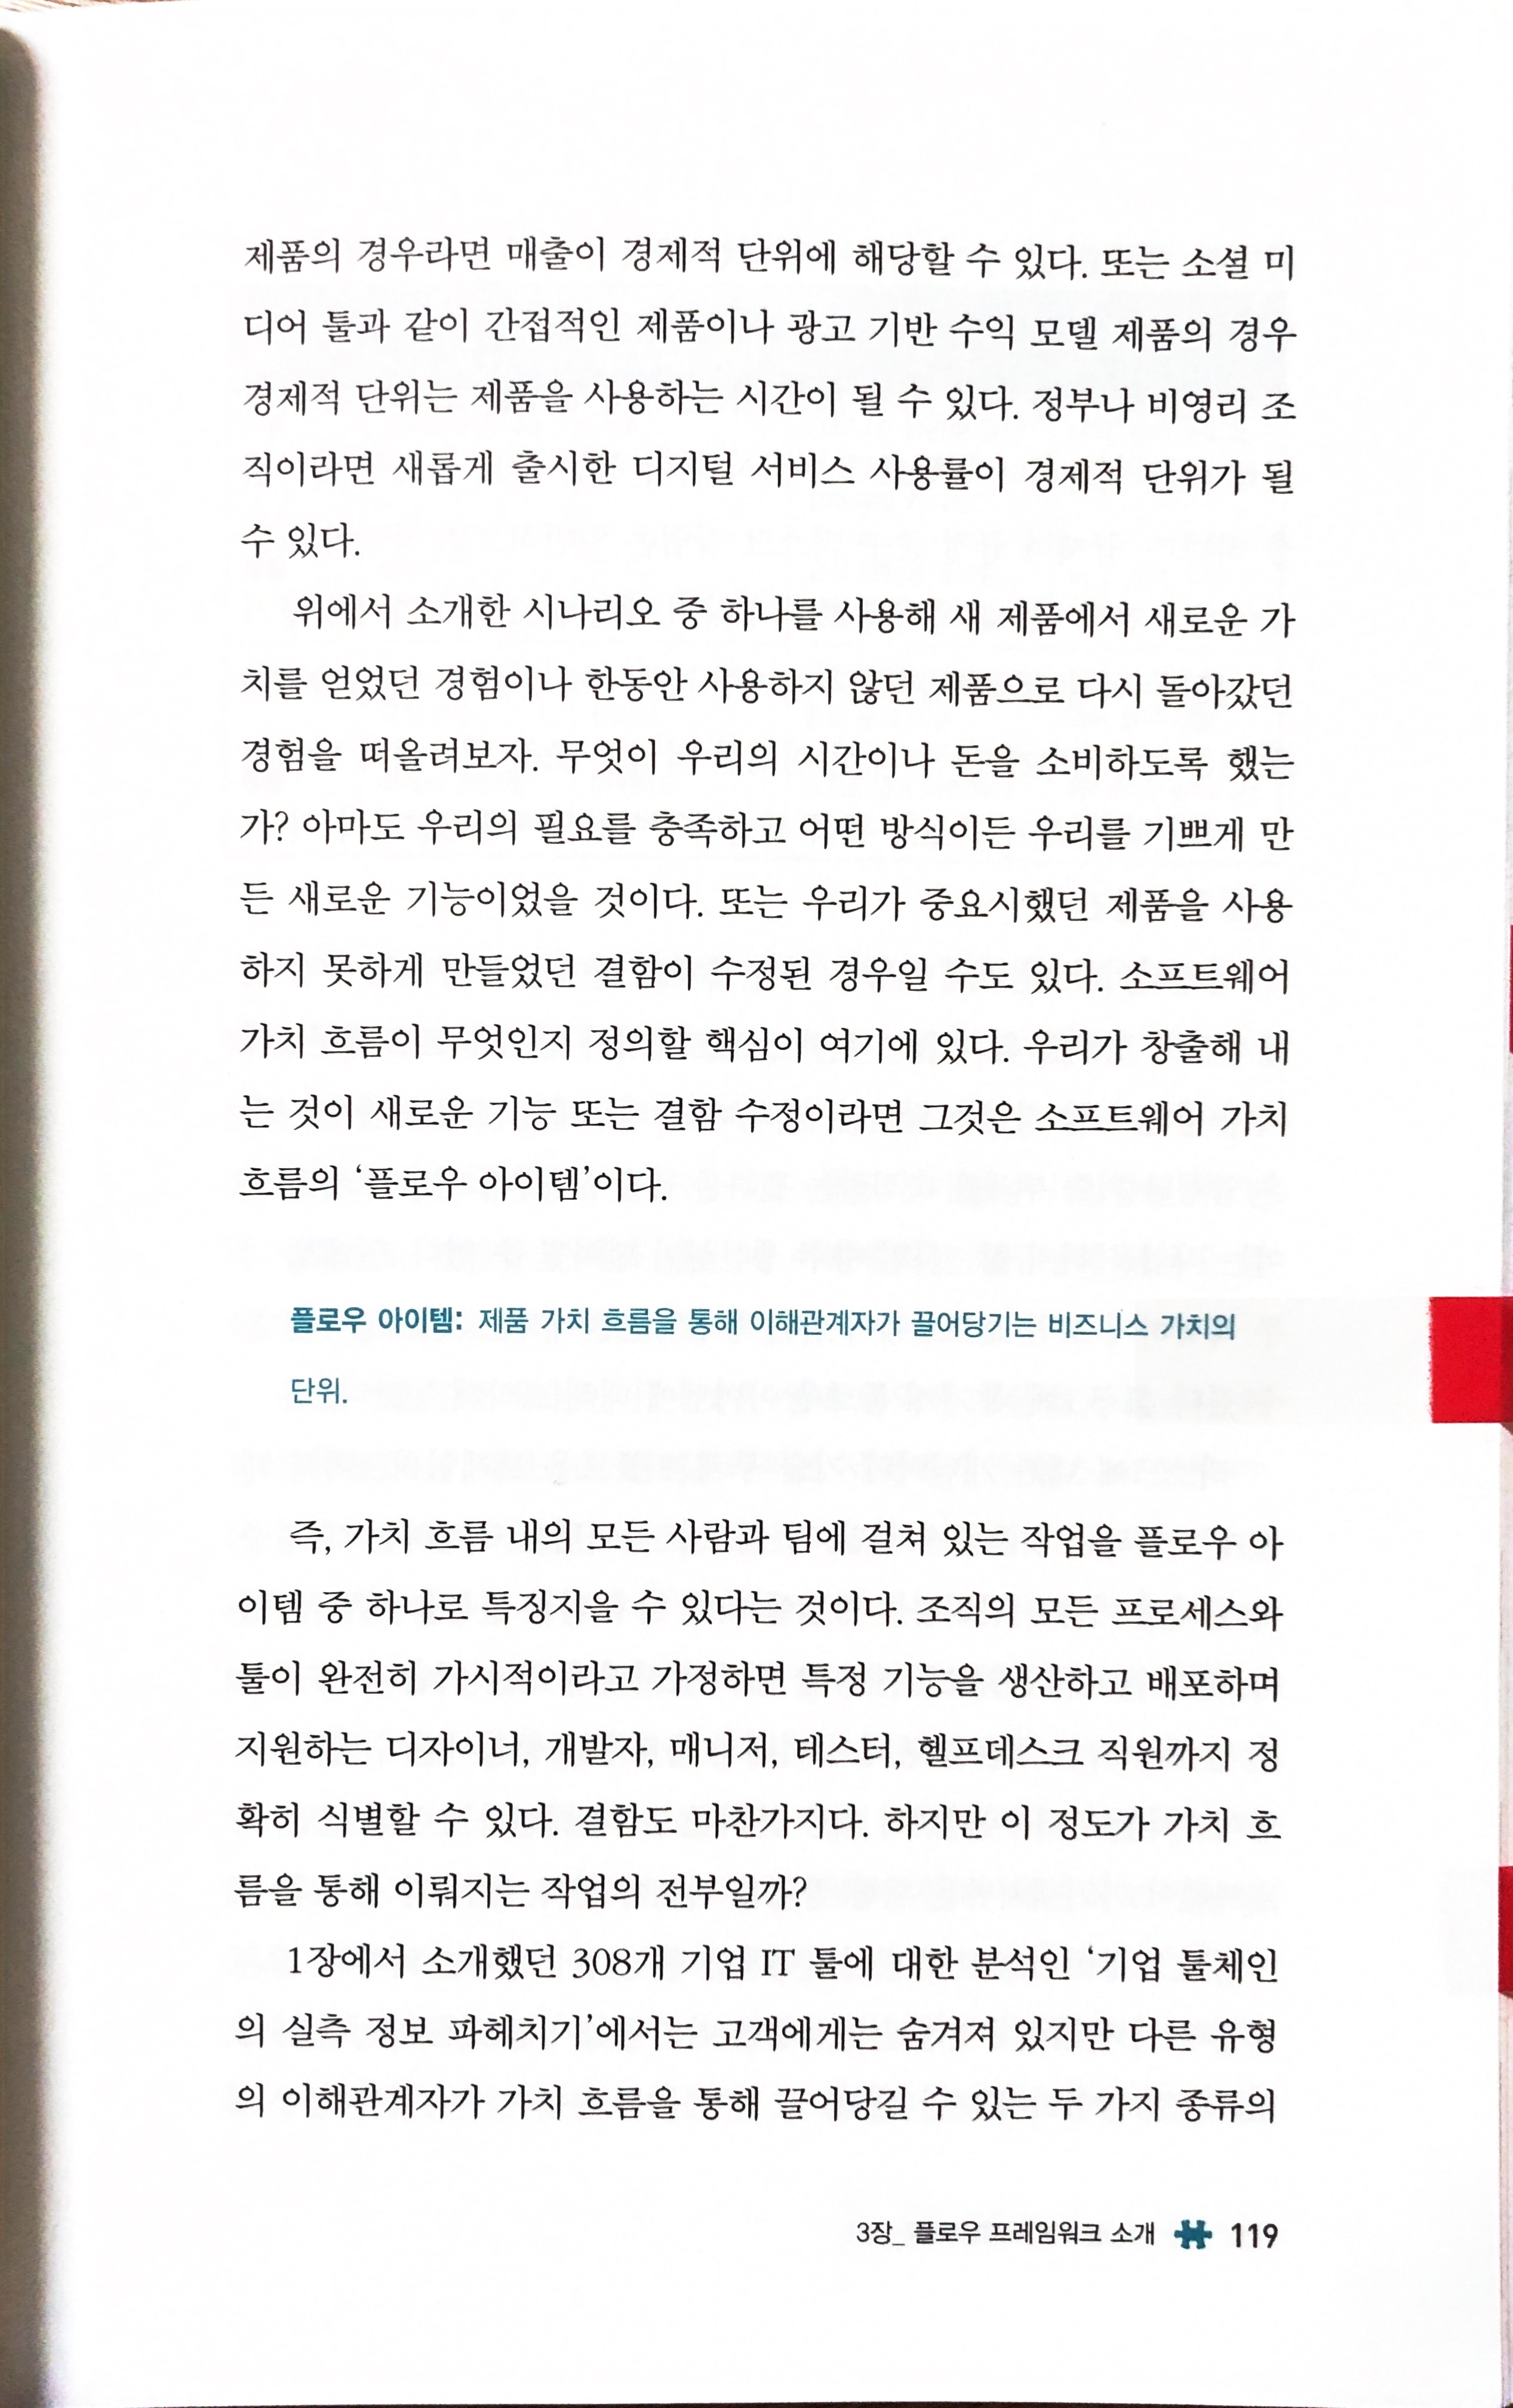 제품의 경우라면 매출이 경제적 단위에 해당할 수 있다. 또는 소셜 미
디어 툴과 같이 간접적인 제품이나 광고 기반 수익 모델 제품의 경우
경제적 단위는 제품을 사용하는 시간이 될 수 있다. 정부나 비영리 조
직이라면 새롭게 출시한 디지털 서비스 사용률이 경제적 단위가 될
수 있다.
위에서 소개한 시나리오 중 하나를 사용해 새 제품에서 새로운 가
치를 얻었던 경험이나 한동안 사용하지 않던 제품으로 다시 돌아갔던
경험을 떠올려보자. 무엇이 우리의 시간이나 돈을 소비하도록 했는
가? 아마도 우리의 필요를 충족하고 어떤 방식이든 우리를 기쁘게 만
든 새로운 기능이었을 것이다. 또는 우리가 중요시했던 제품을 사용
하지 못하게 만들었던 결함이 수정된 경우일 수도 있다. 소프트웨어
가치 흐름이 무엇인지 정의할 핵심이 여기에 있다. 우리가 창출해 내
는 것이 새로운 기능 또는 결함 수정이라면 그것은 소프트웨어 가치
흐름의 ‘플로우 아이템’이다.
플로우 아이템: 제품 가치 흐름을 통해 이해관계자가 끌어당기는 비즈니스 가치의
단위.
즉, 가치 흐름 내의 모든 사람과 팀에 걸쳐 있는 작업을 플로우 아
이템 중 하나로 특징지을 수 있다는 것이다. 조직의 모든 프로세스와
툴이 완전히 가시적이라고 가정하면 특정 기능을 생산하고 배포하며
지원하는 디자이너, 개발자, 매니저, 테스터, 헬프데스크 직원까지 정
확히 식별할 수 있다. 결함도 마찬가지다. 하지만 이 정도가 가치 흐
름을 통해 이뤄지는 작업의 전부일까?
1장에서 소개했던 308개 기업 IT 툴에 대한 분석인 ‘기업 툴체인
의 실측 정보 파헤치기’에서는 고객에게는 숨겨져 있지만 다른 유형
의 이해관계자가 가치 흐름을 통해 끌어당길 수 있는 두 가지 종류의
3장_ 플로우 프레임워크 소개 119